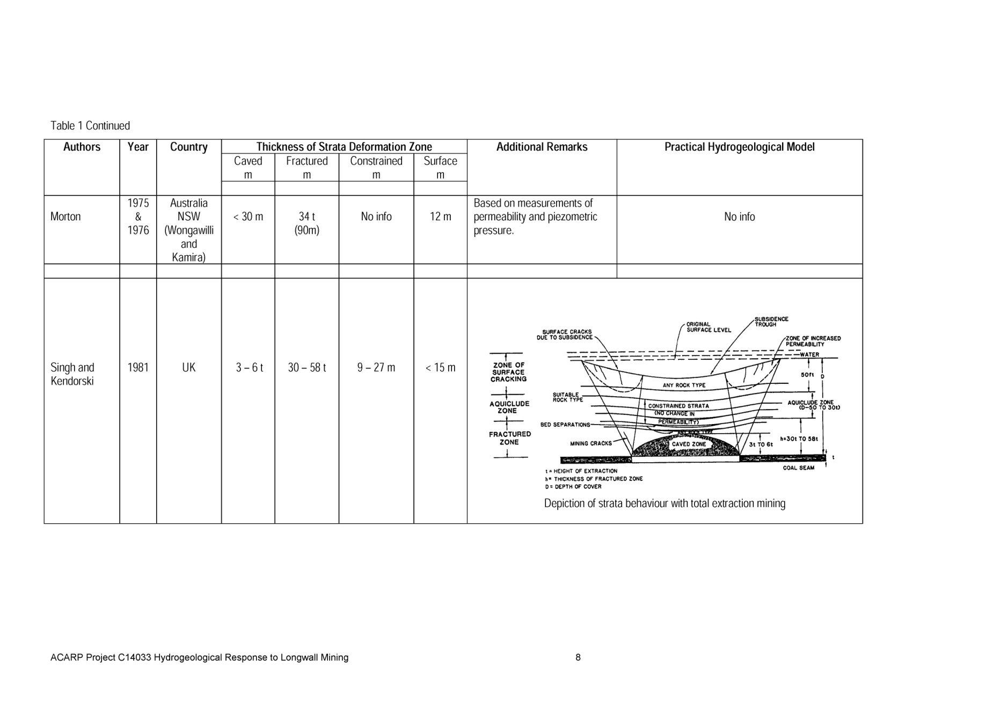 Table 1 Continued
Authors Year Country Thickness of Strata Deformation Zone Additional Remarks Practical Hydrogeological Model
Caved Fractured Constrained Surface
m m m m
1975 Australia Based on measurements of
Morton & NSW < 30 m 34 t No info 12 m permeability and piezometric No info
1976 (Wongawilli (90m) pressure.
and
Kamira)
Singh and 1981 UK 3 – 6 t 30 – 58 t 9 – 27 m < 15 m
Kendorski
SURFACE CRACKS
DUE TO SUBSIDENCE
ORIGINAL
SURFACE LEVEL
SUBSIDENCE
TROUGH
ZONE OF INCREASED
PERMEABILITY
WATER
ZONE OF
SURFACE
CRACKING
50ft D
ANY ROCK TYPE
SUITABLE
ROCK TYPE
AQUICLUDE
ZONE
CONSTRAINED STRATA
(NO CHANGE IN
PERMEABILITY)
AQUICLUDE ZONE
(D-50 TO 30t)
BED SEPARATIONS
ANY ROCK TYPE
FRACTURED
ZONE
MINING CRACKS
CAVED ZONE
3t TO 6t
h=30t TO 58t
t
COAL SEAM
t = HEIGHT OF EXTRACTION
h= THICKNESS OF FRACTURED ZONE
D = DEPTH OF COVER
Depiction of strata behaviour with total extraction mining
ACARP Project C14033 Hydrogeological Response to Longwall Mining 8